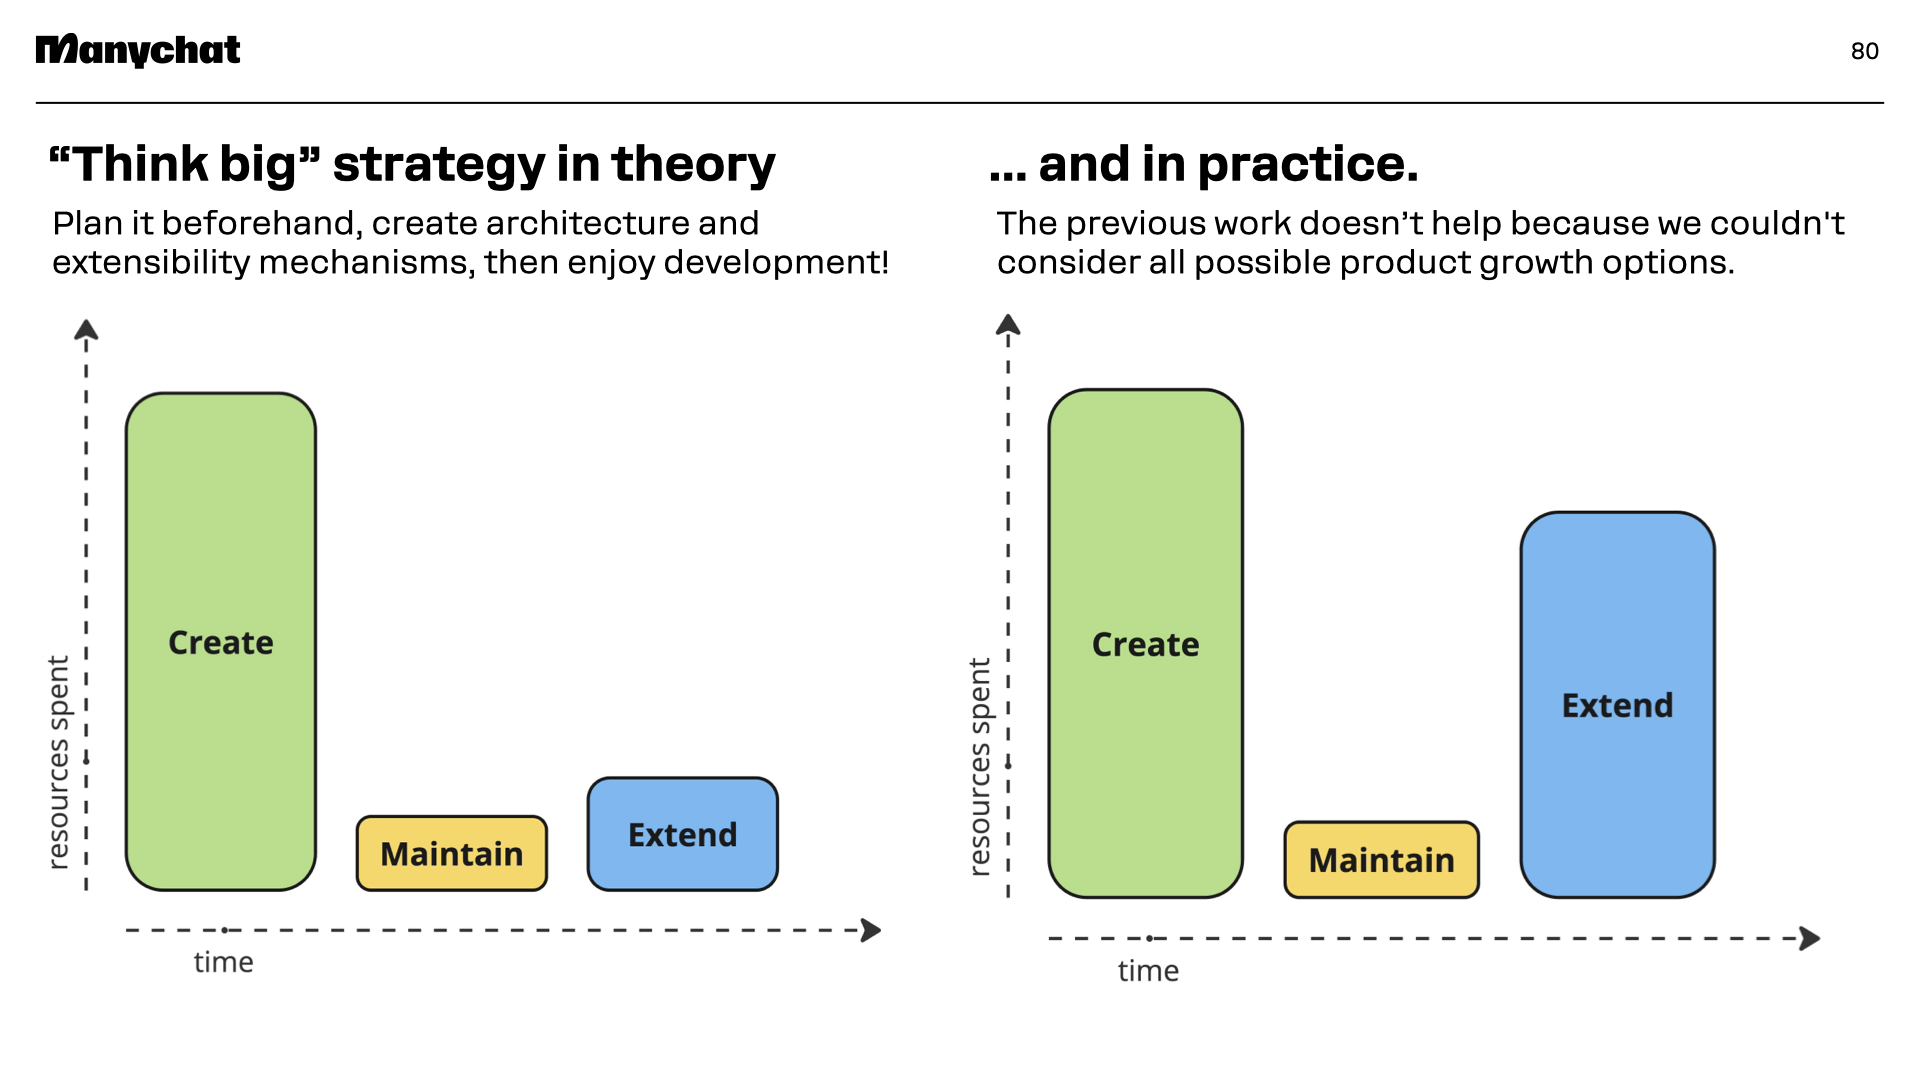 Manychat
80
“Think big” strategy in theory
Plan it beforehand, create architecture and
extensibility mechanisms, then enjoy development!
resources spent
Create
Maintain
Extend
time
... and in practice.
The previous work doesn’t help because we couldn't
consider all possible product growth options.
resources spent
Create
Maintain
Extend
time